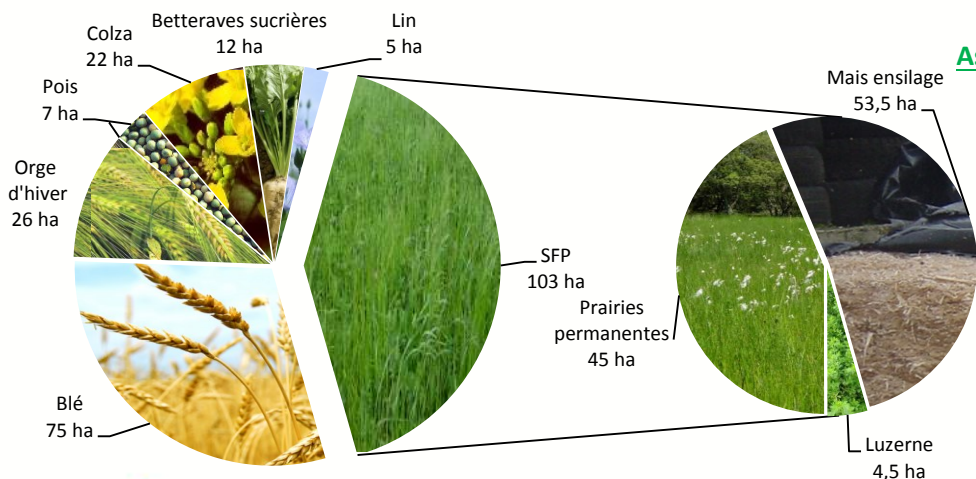 Betteraves sucrières
12 ha
Lin
5 ha
Colza
22 ha
Pois
7 ha
Orge
d'hiver
26 ha
Blé
75 ha
SFP
103 ha
As
Mais ensilage
53,5 ha
Prairies
permanentes
45 ha
Luzerne
4,5 ha